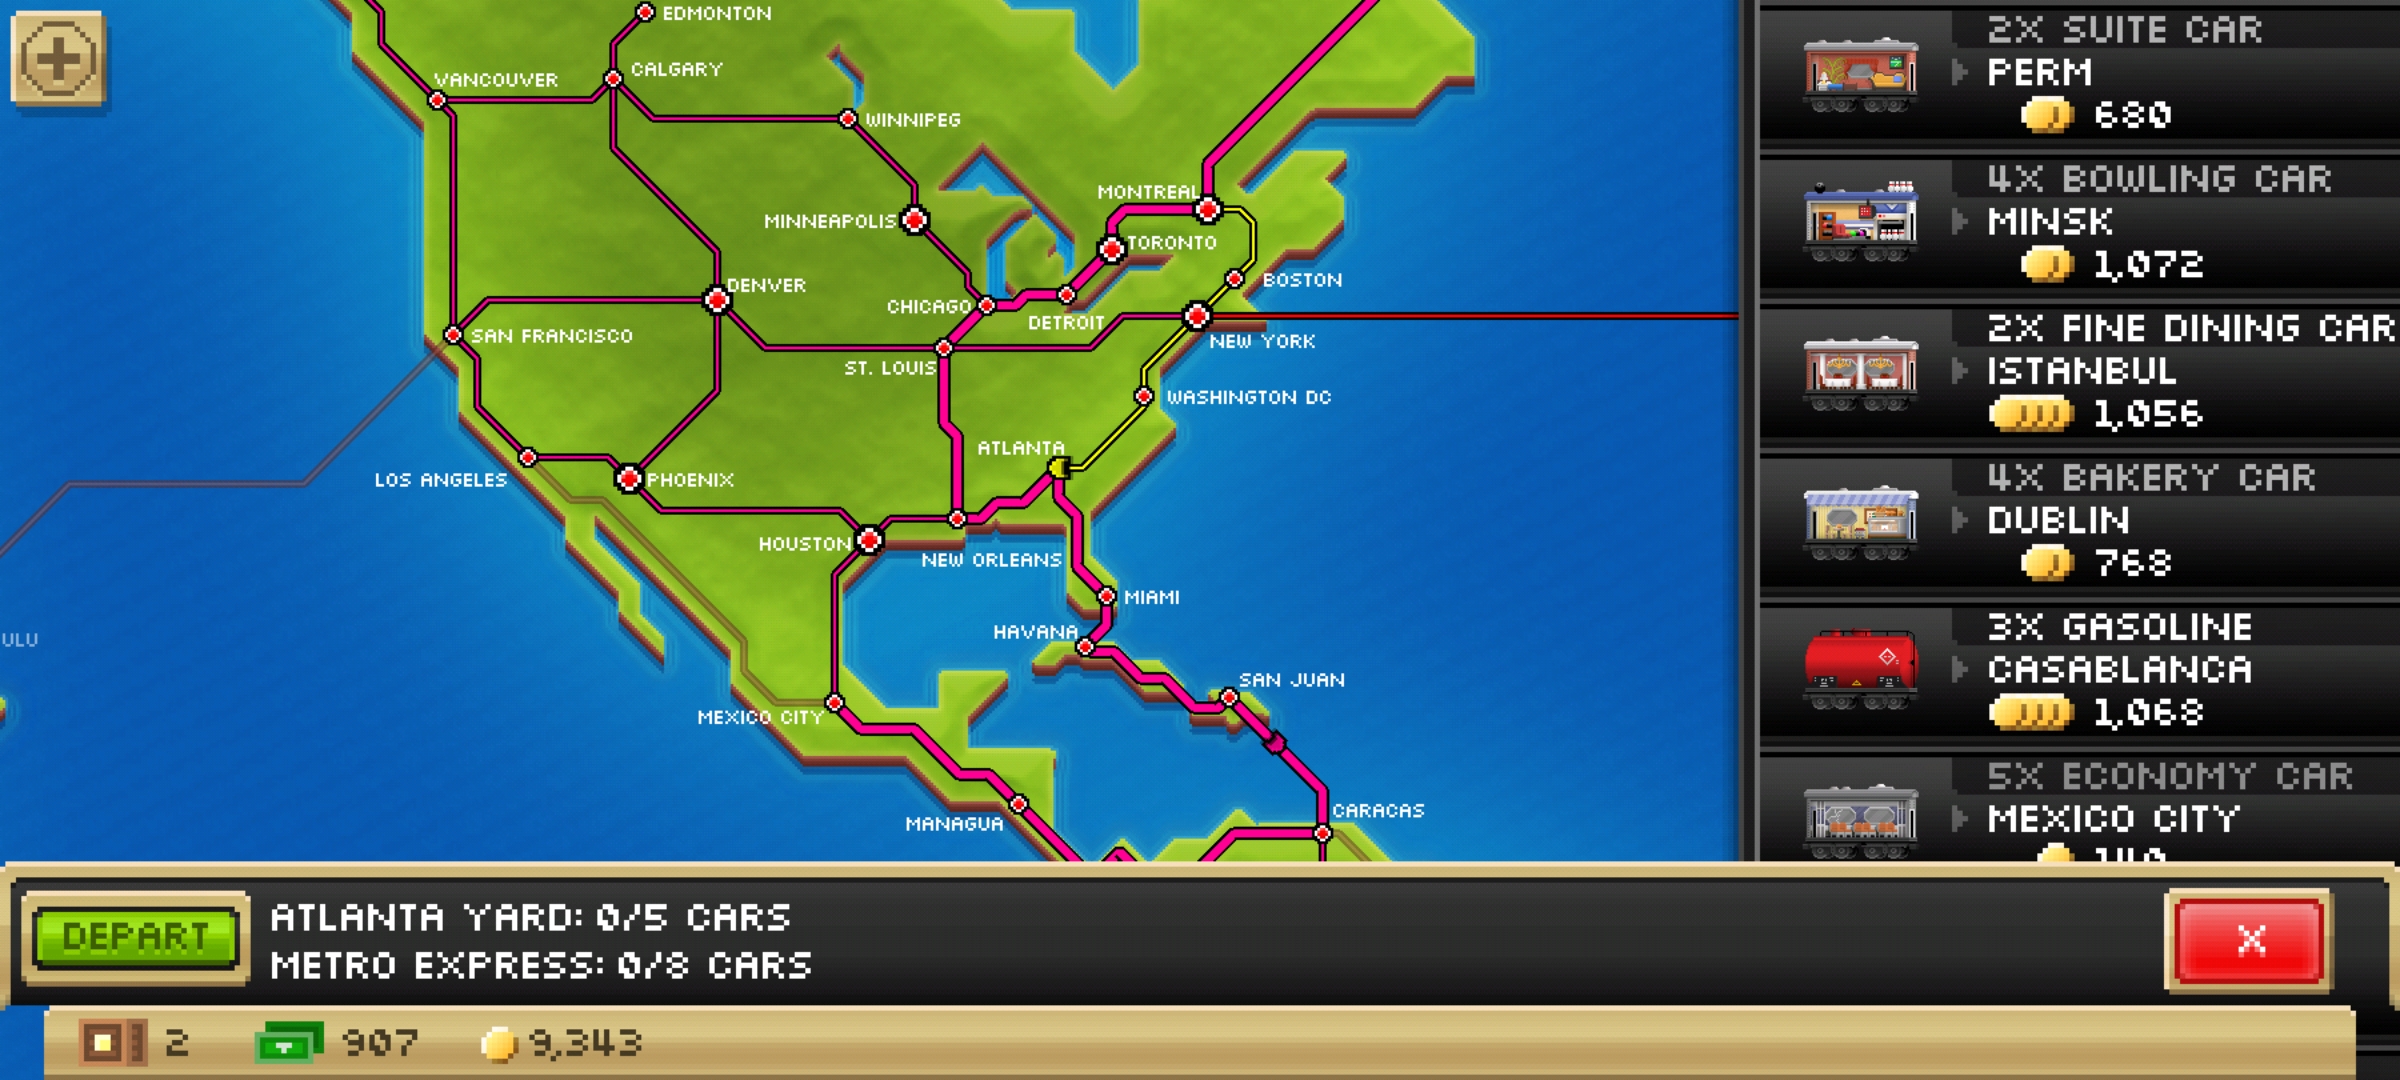 EDMONTON
CALGARY
VANCOUVER
WINNIPEG
MONTREAL
MINNEAPOLIS
TORONTO
BOSTON
DENVER
CHICAGO
DETROIT
SAN FRANCISCO
NEW YORK
ST. LOUIS
WASHINGTON DC
ATLANTA
LOS ANGELES
PHOENIX
HOUSTON
NEW ORLEANS
MIAMI
HAVANA
ULU
SAN JUAN
MEXICO CITY
MANAGUA
CARACAS
2X SUITE CAR
PERM
680
4X BOWLING CAR
MINSK
1,072
2X FINE DINING CAR
ISTANBUL
1,056
4X BAKERY CAR
DUBLIN
768
3X GASOLINE
CASABLANCA
1,068
5X ECONOMY CAR
MEXICO CITY
DEPART
ATLANTA YARD: 0/5 CARS
METRO EXPRESS: 0/8 CARS
X
2
907
9,343